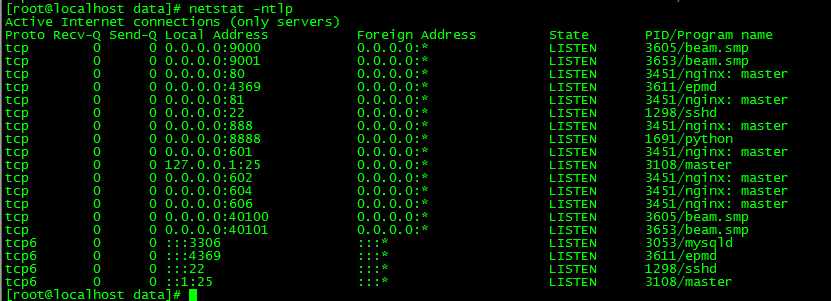 [root@localhost data]# netstat -ntlp
Active Internet connections (only servers)
Proto Recv-Q Send-Q Local Address           Foreign Address         State       PID/Program name
tcp        0      0 0.0.0.0:9000            0.0.0.0:*               LISTEN      3605/beam.smp
tcp        0      0 0.0.0.0:9001            0.0.0.0:*               LISTEN      3653/beam.smp
tcp        0      0 0.0.0.0:80              0.0.0.0:*               LISTEN      3451/nginx: master
tcp        0      0 0.0.0.0:4369            0.0.0.0:*               LISTEN      3611/epmd
tcp        0      0 0.0.0.0:81              0.0.0.0:*               LISTEN      3451/nginx: master
tcp        0      0 0.0.0.0:22              0.0.0.0:*               LISTEN      1298/sshd
tcp        0      0 0.0.0.0:888             0.0.0.0:*               LISTEN      3451/nginx: master
tcp        0      0 0.0.0.0:8888            0.0.0.0:*               LISTEN      1691/python
tcp        0      0 0.0.0.0:601             0.0.0.0:*               LISTEN      3451/nginx: master
tcp        0      0 127.0.0.1:25            0.0.0.0:*               LISTEN      3108/master
tcp        0      0 0.0.0.0:602             0.0.0.0:*               LISTEN      3451/nginx: master
tcp        0      0 0.0.0.0:604             0.0.0.0:*               LISTEN      3451/nginx: master
tcp        0      0 0.0.0.0:606             0.0.0.0:*               LISTEN      3451/nginx: master
tcp        0      0 0.0.0.0:40100           0.0.0.0:*               LISTEN      3605/beam.smp
tcp        0      0 0.0.0.0:40101           0.0.0.0:*               LISTEN      3653/beam.smp
tcp6       0      0 :::3306                 :::*                    LISTEN      3053/mysqld
tcp6       0      0 :::4369                 :::*                    LISTEN      3611/epmd
tcp6       0      0 :::22                   :::*                    LISTEN      1298/sshd
tcp6       0      0 ::1:25                  :::*                    LISTEN      3108/master
[root@localhost data]#